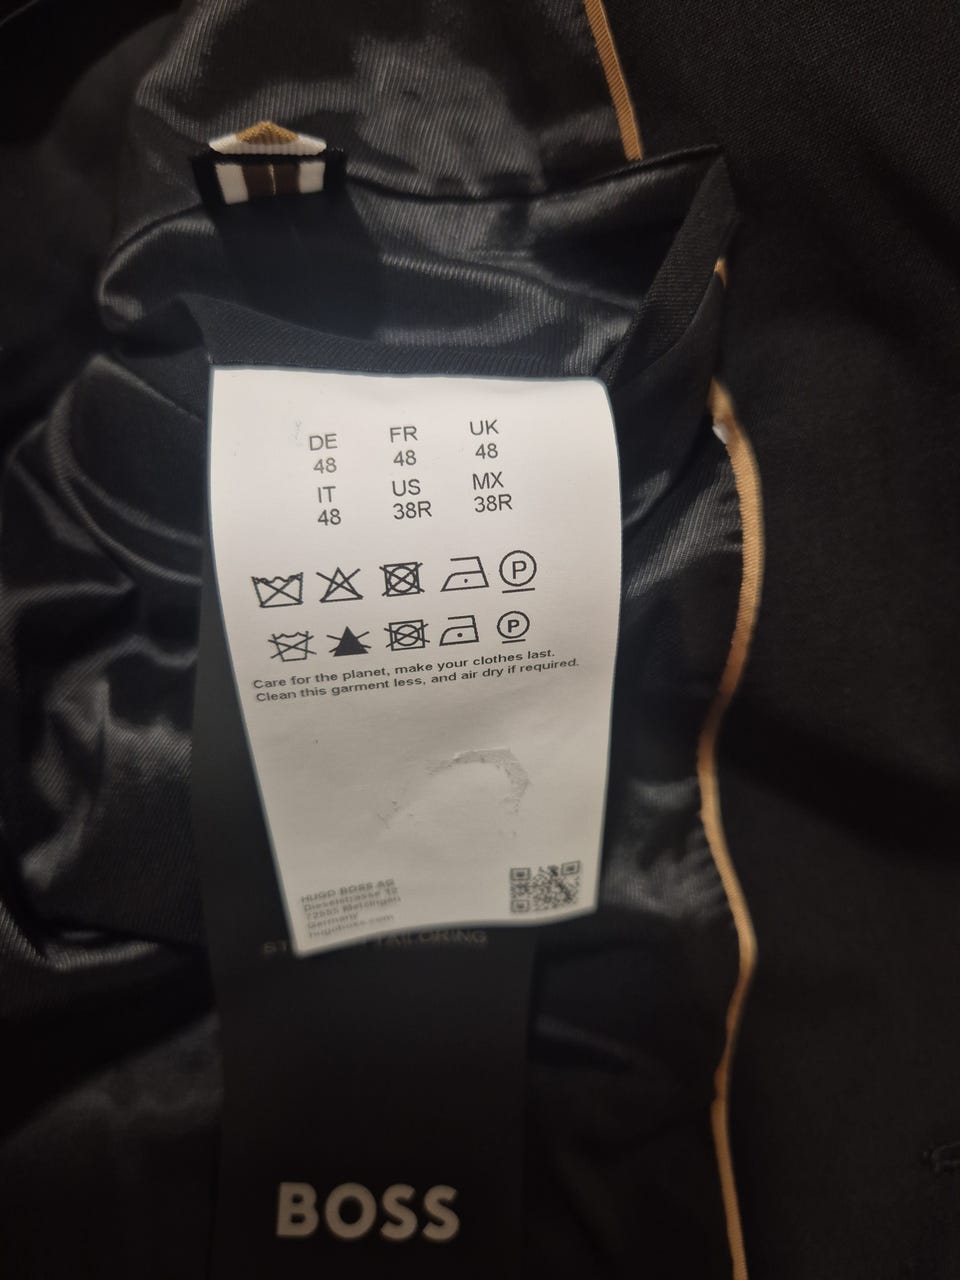 DE FR UK
48 48 48
IT US MX
48 38R 38R
P
P
Care for the planet, make your clothes last.
Clean this garment less, and air dry if required.
HUGO BOSS AG
Dieselstrasse 12
72555 Metzingen
Germany
hugoboss.com
TAILORING
BOSS